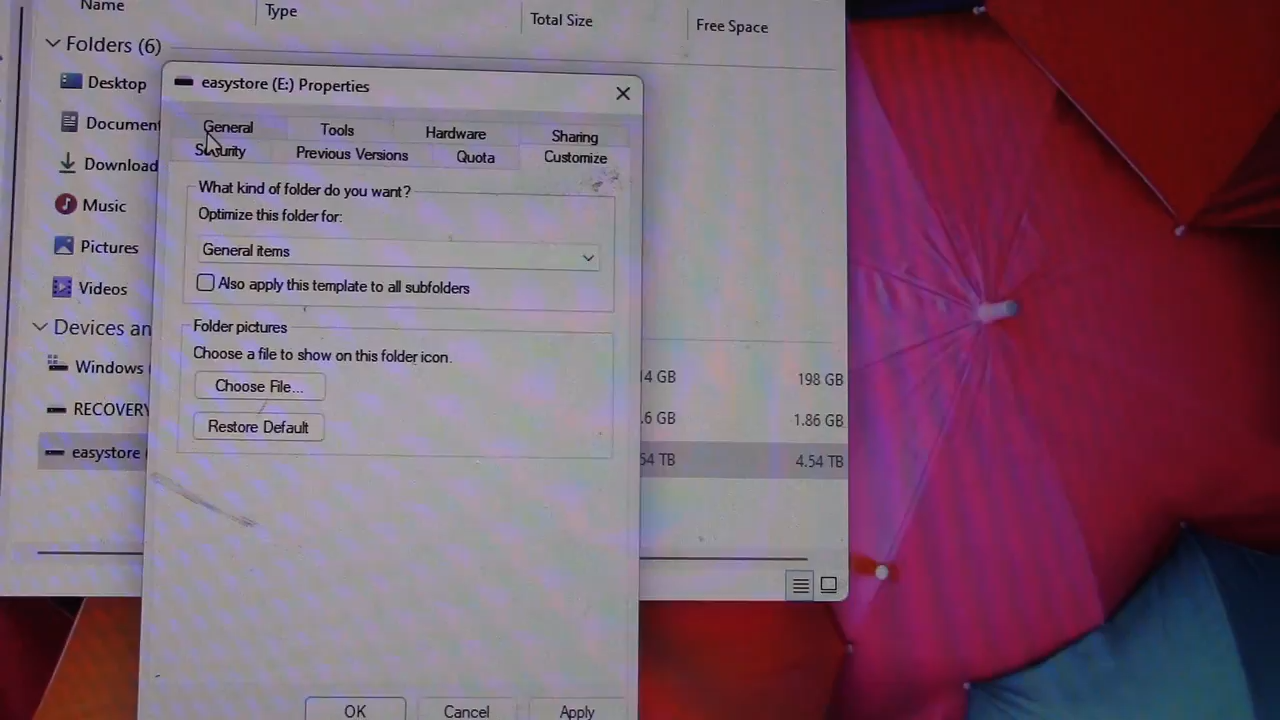 Name Type Total Size Free Space
Folders (6)
Desktop
Documen
Download
Music
Pictures
Videos
Devices an
Windows
RECOVERY
easystore
easystore (E:) Properties
General Tools Hardware Sharing
Security Previous Versions Quota Customize
What kind of folder do you want?
Optimize this folder for:
General items
Also apply this template to all subfolders
Folder pictures
Choose a file to show on this folder icon.
Choose File...
Restore Default
OK Cancel Apply
14 GB 198 GB
.6 GB 1.86 GB
54 TB 4.54 TB